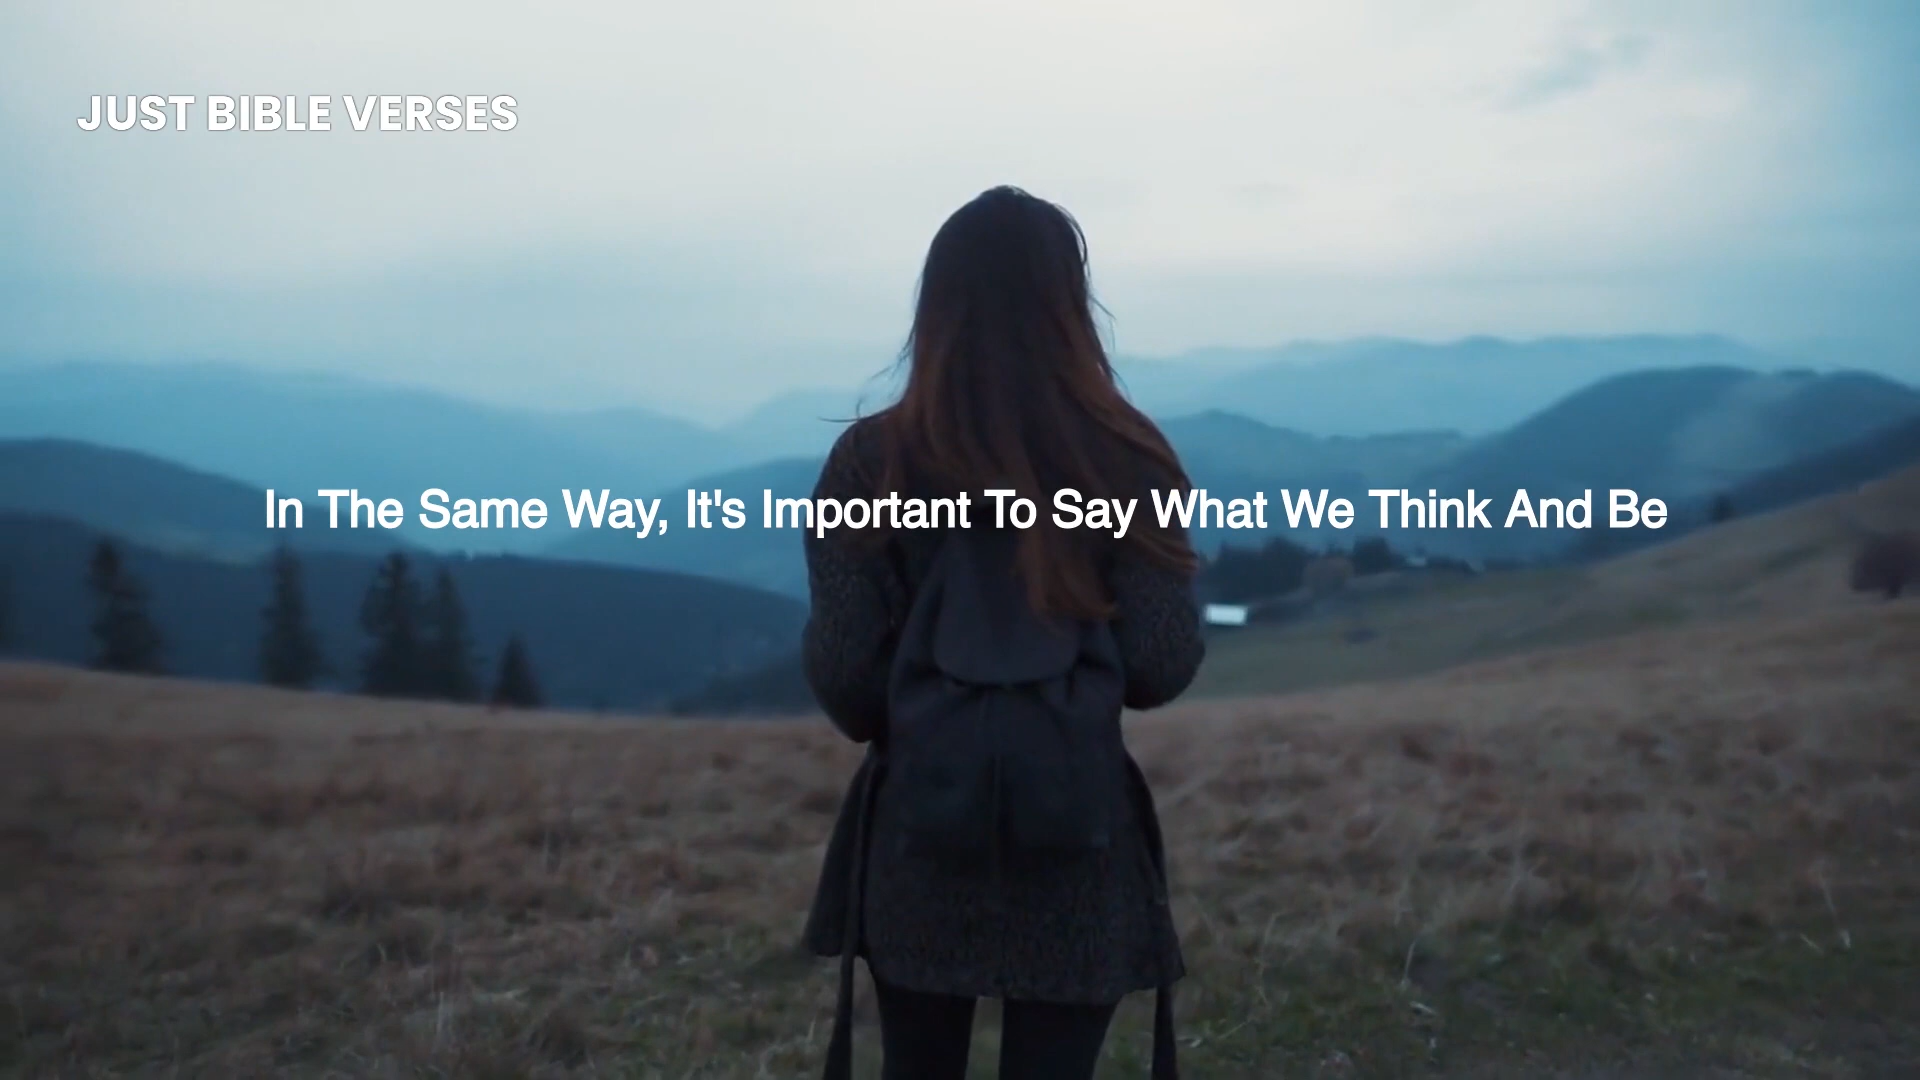 JUST BIBLE VERSES
In The Same Way, It's Important To Say What We Think And Be